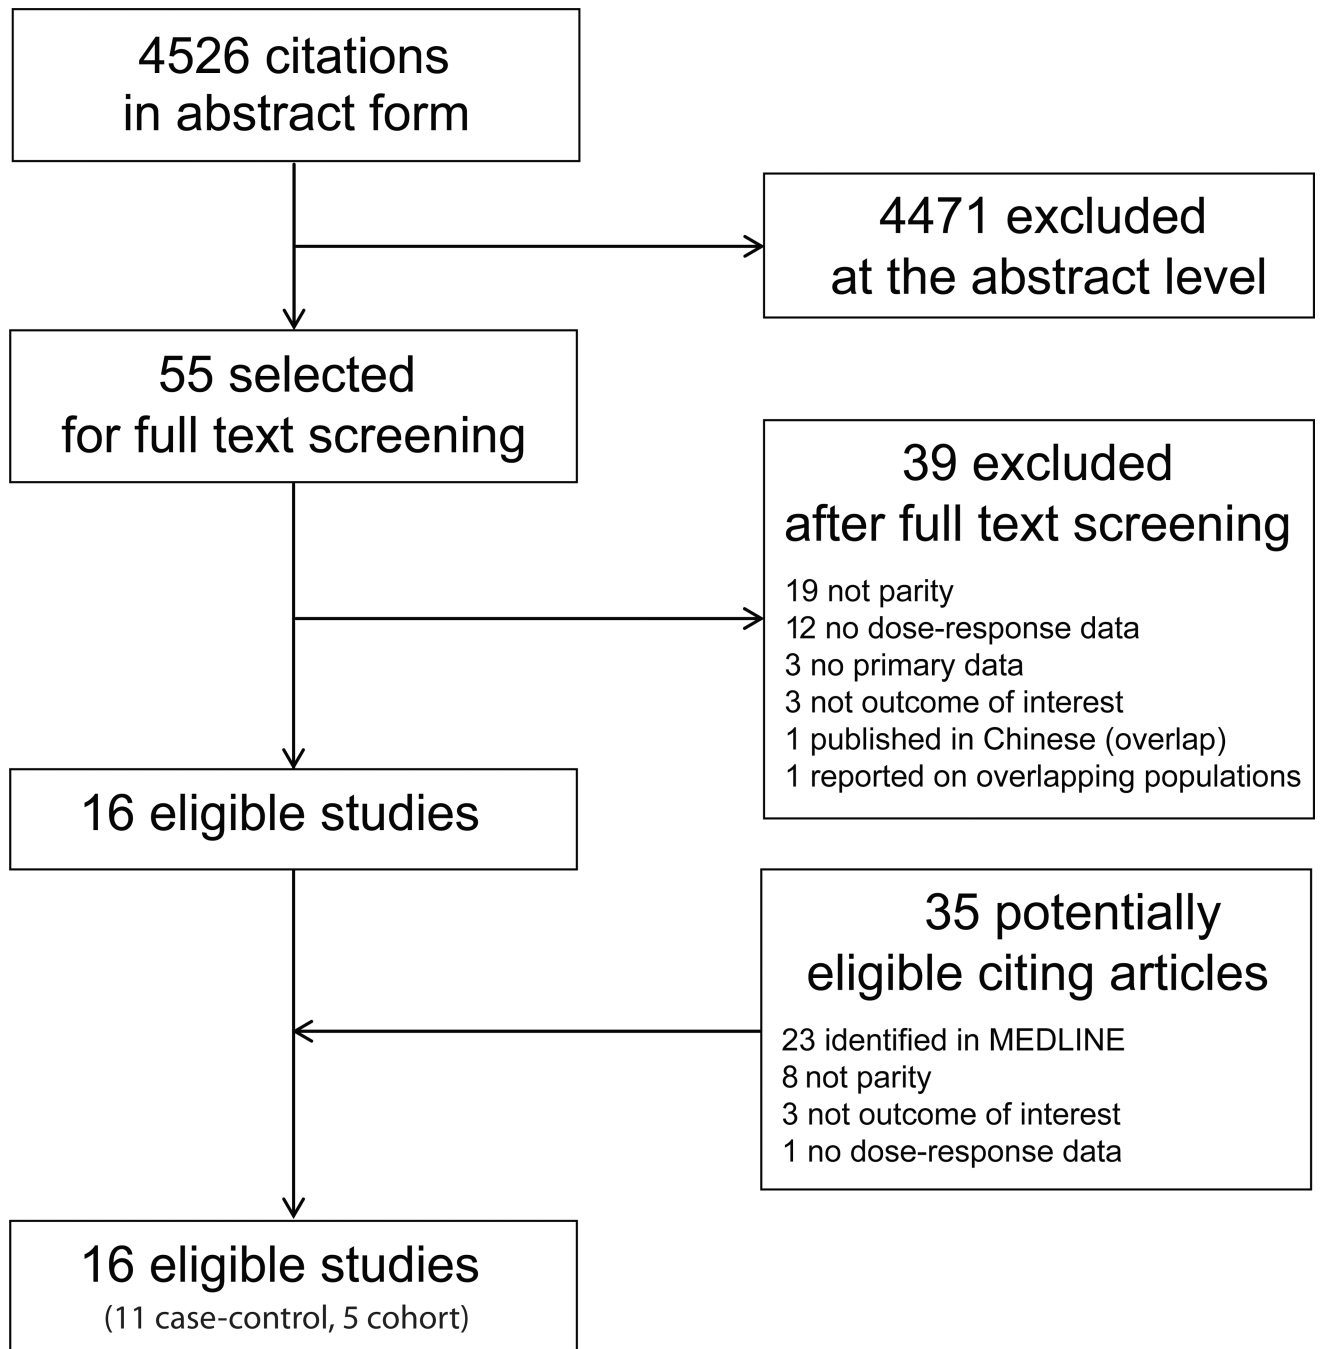 4526 citations
in abstract form
4471 excluded
at the abstract level
55 selected
for full text screening
39 excluded
after full text screening
19 not parity
12 no dose-response data
3 no primary data
3 not outcome of interest
1 published in Chinese (overlap)
1 reported on overlapping populations
16 eligible studies
35 potentially
eligible citing articles
23 identified in MEDLINE
8 not parity
3 not outcome of interest
1 no dose-response data
16 eligible studies
(11 case-control, 5 cohort)